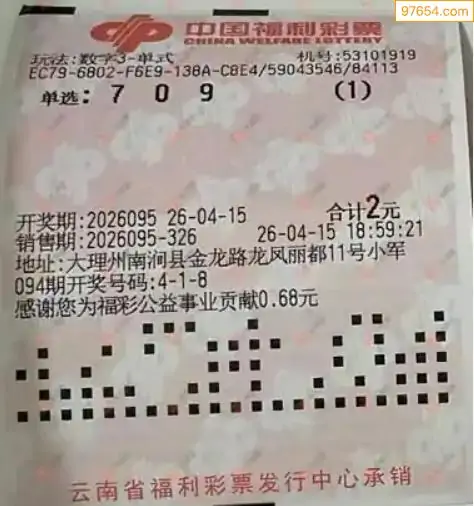 97654.com
中国福利彩票
CHINA WELFARE LOTTERY
玩法:数字3-单式 机号:53101919
EC79-6802-F6E9-138A-C8E4/59043546/84113
单选: 7 0 9 (1)
开奖期:2026095 26-04-15 合计2元
销售期:2026095-326 26-04-15 18:59:21
地址:大理州南涧县金龙路龙凤丽都11号小军
094期开奖号码:4-1-8
感谢您为福彩公益事业贡献0.68元
云南省福利彩票发行中心承销